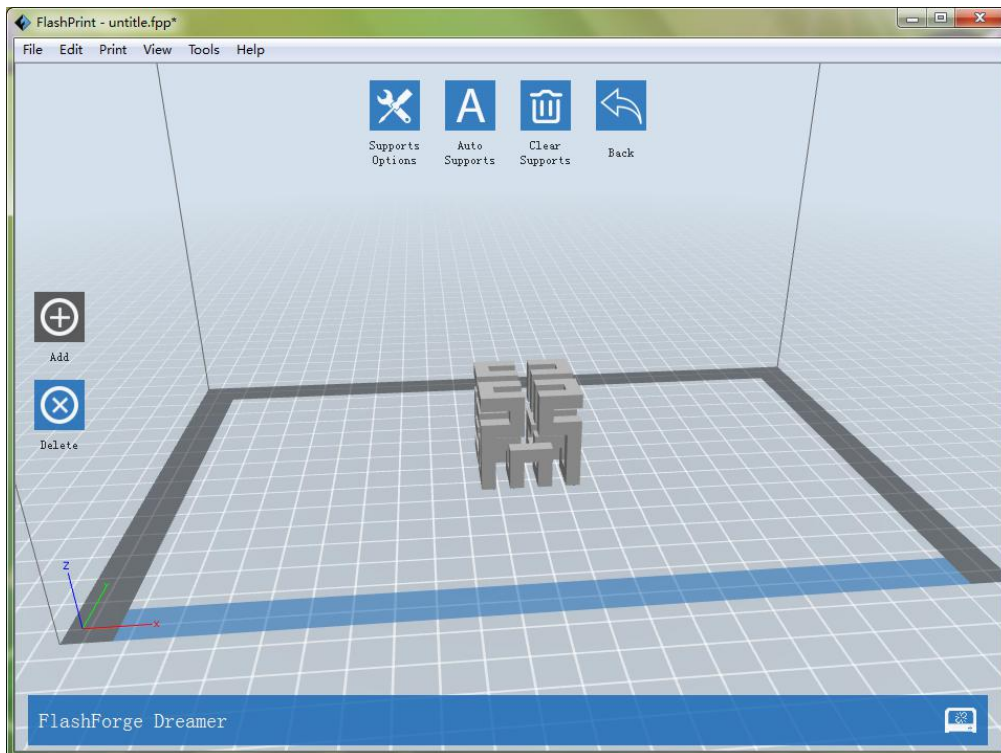 FlashPrint - untitle.fpp*
File Edit Print View Tools Help
Supports Options
A
Auto Supports
Clear Supports
Back
Add
Delete
Z
Y
X
FlashForge Dreamer